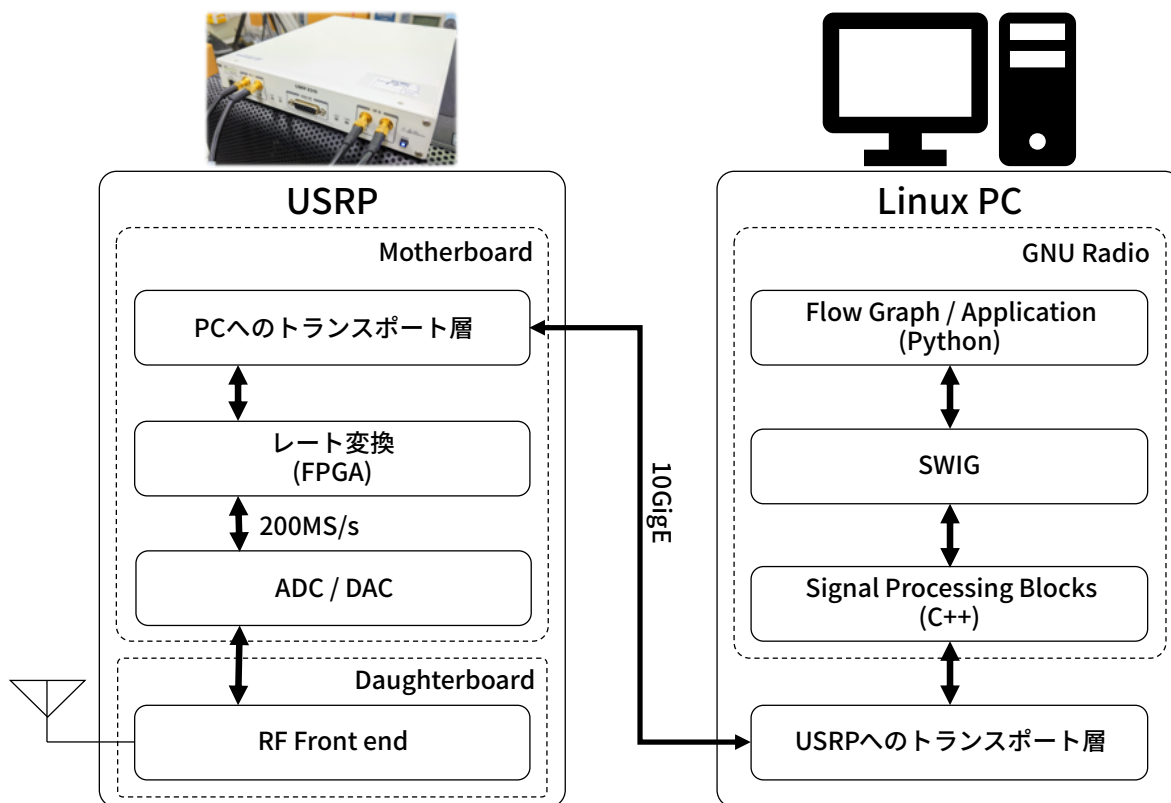 USRP
Motherboard
PCへのトランスポート層
レート変換
(FPGA)
200MS/s
ADC / DAC
Daughterboard
RF Front end
10GigE
Linux PC
GNU Radio
Flow Graph / Application
(Python)
SWIG
Signal Processing Blocks
(C++)
USRPへのトランスポート層